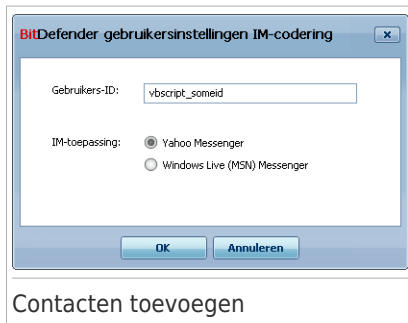 BitDefender gebruikersinstellingen IM-codering
Gebruikers-ID: vbscript_someid
IM-toepassing: Yahoo Messenger
Windows Live (MSN) Messenger
OK Annuleren
Contacten toevoegen